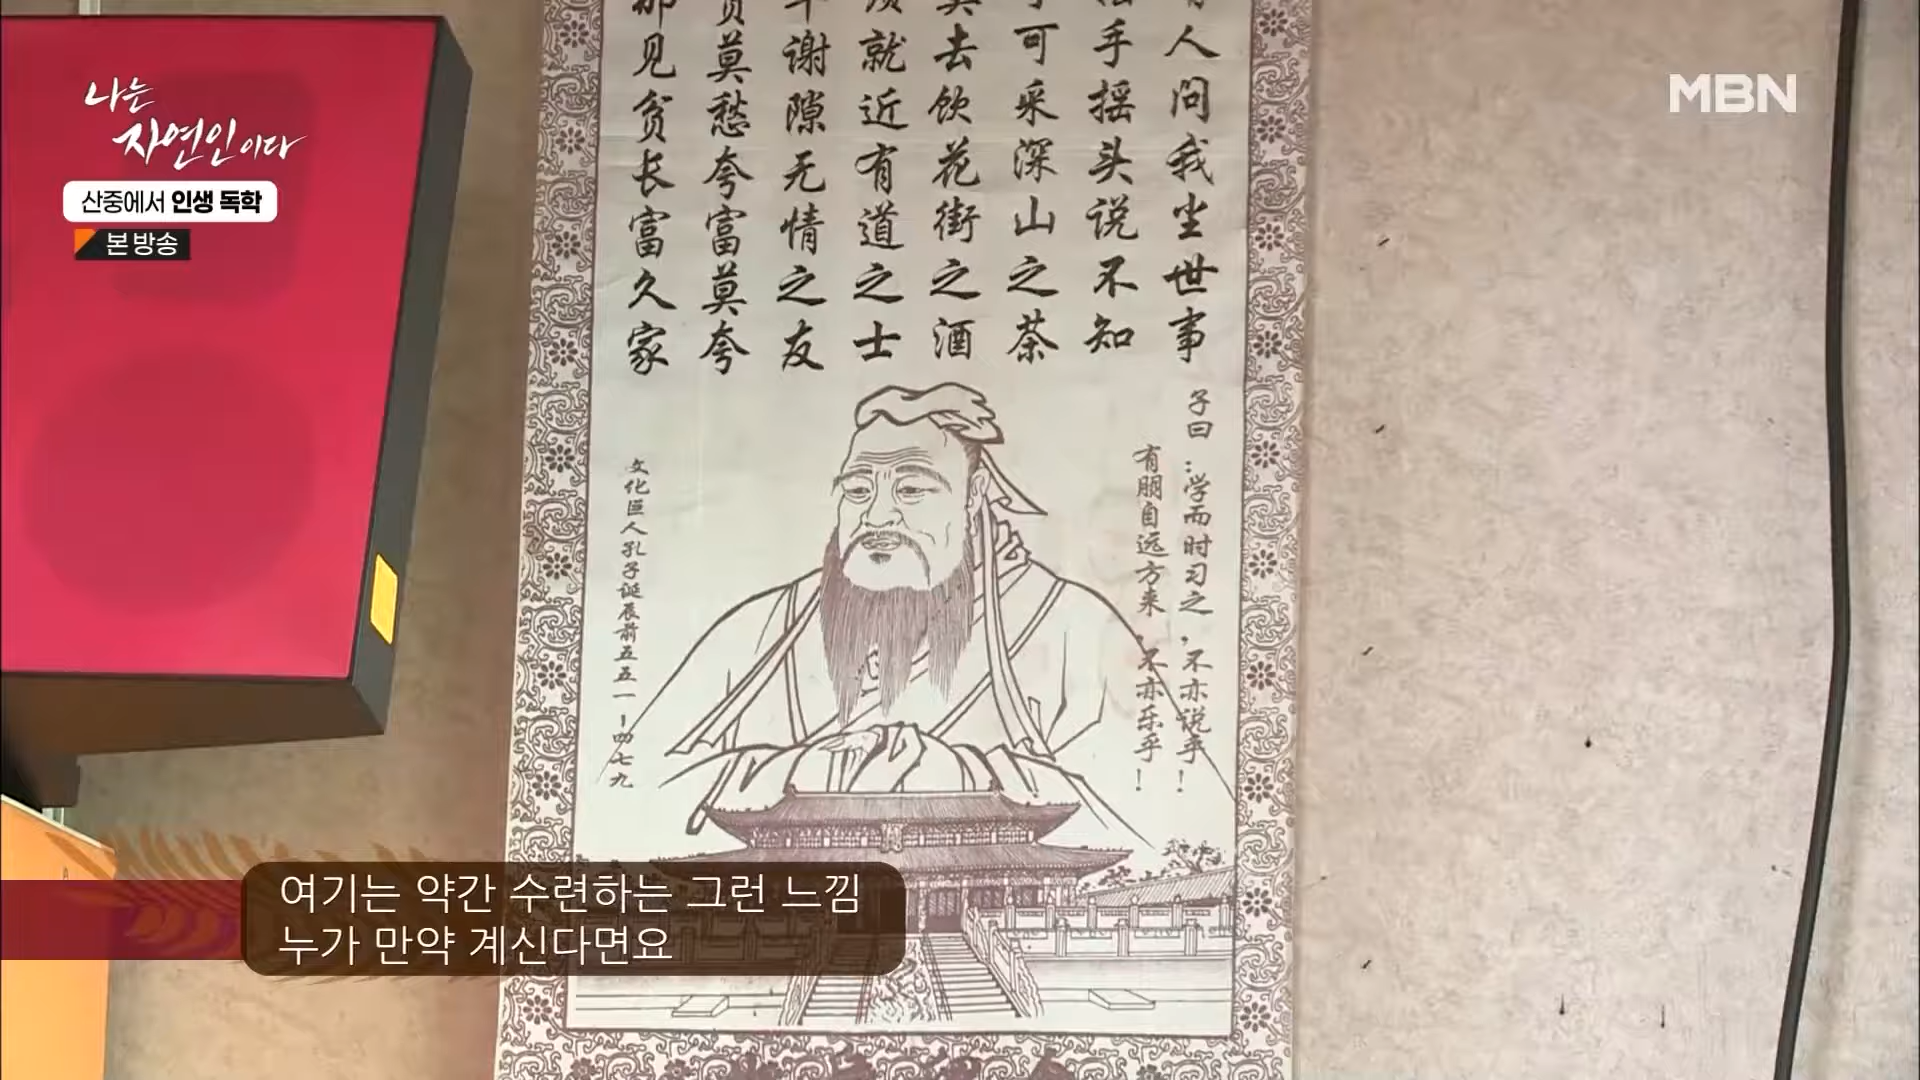 나는
자연인이다
산중에서 인생 독학
본 방송
MBN
人问我尘世事
手摇头说不知
可采深山之茶
去饮花街之酒
就近有道之士
谢隙无情之友
莫愁夸富莫夸
见贫长富久家
子曰：学而时习之，不亦说乎！
有朋自远方来，不亦乐乎！
文化巨人孔子诞辰前五五一-四七九
여기는 약간 수련하는 그런 느낌
누가 만약 계신다면요